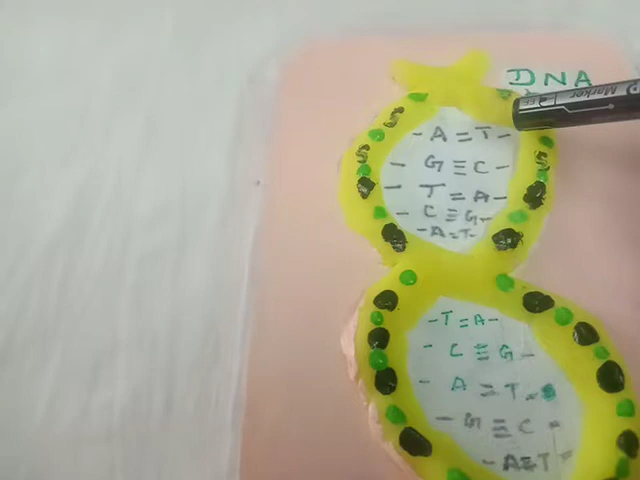 DNA
Marker
- A = T -
S
- G ≡ C -
S
S
- T = A -
- C ≡ G -
- A = T -
- T = A -
- C ≡ G -
- A = T -
- G ≡ C =
- A = T =